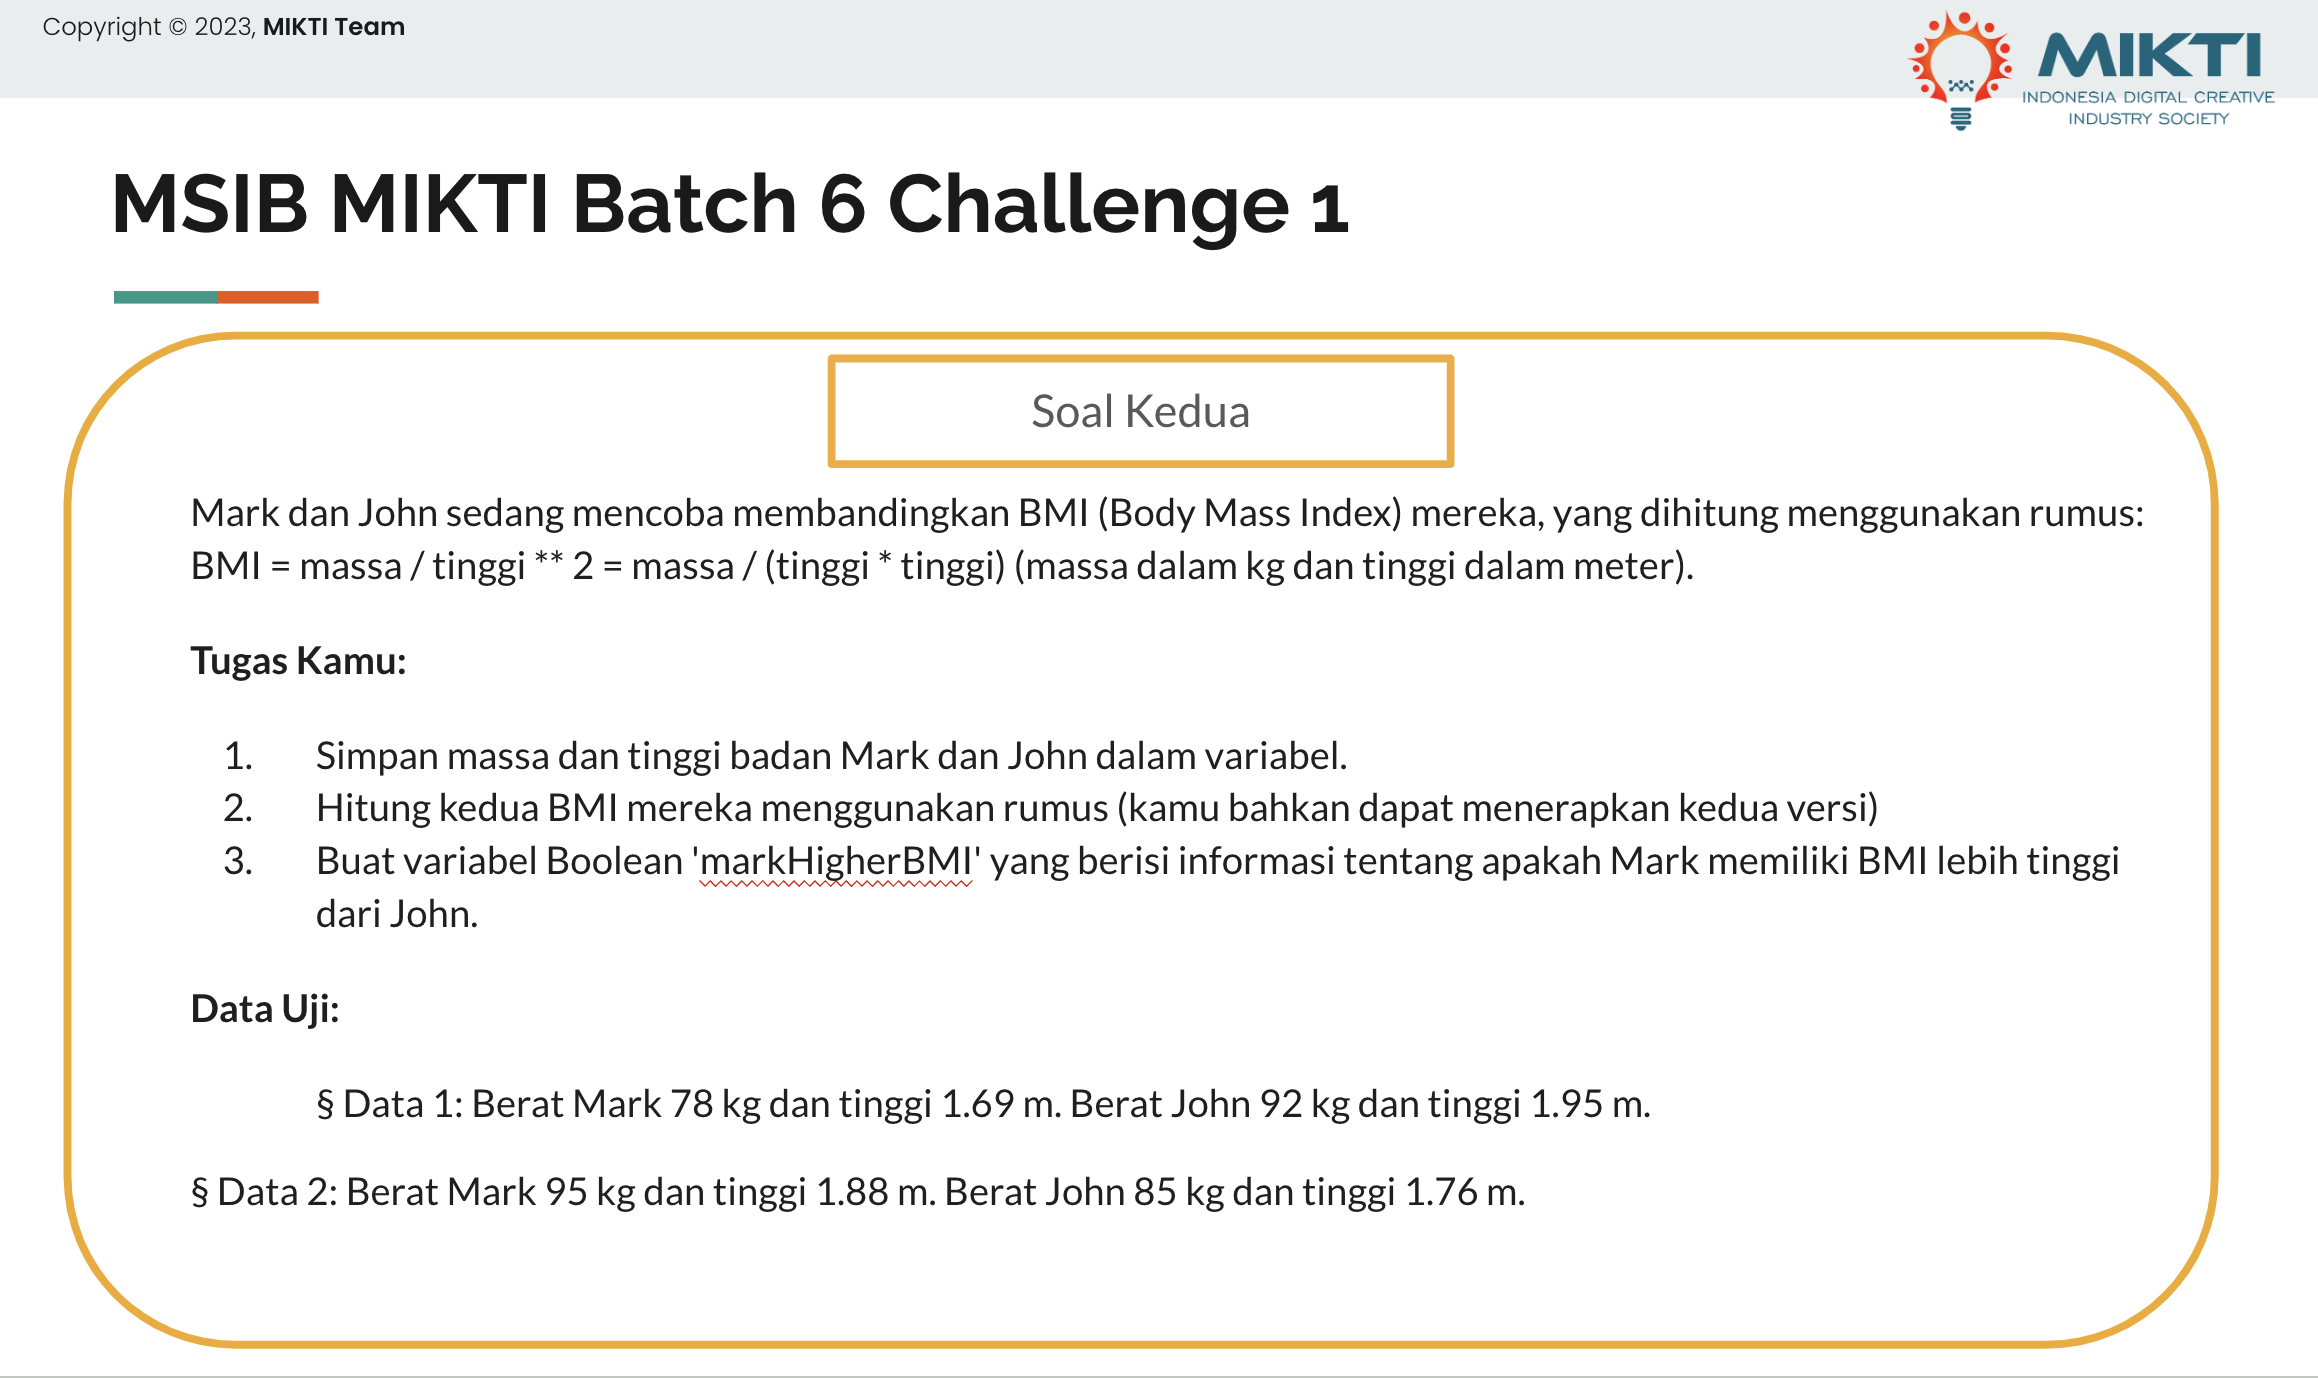 Copyright © 2023, MIKTI Team
MIKTI
INDONESIA DIGITAL CREATIVE
INDUSTRY SOCIETY
MSIB MIKTI Batch 6 Challenge 1
Soal Kedua
Mark dan John sedang mencoba membandingkan BMI (Body Mass Index) mereka, yang dihitung menggunakan rumus:
BMI = massa / tinggi ** 2 = massa / (tinggi * tinggi) (massa dalam kg dan tinggi dalam meter).
Tugas Kamu:
1. Simpan massa dan tinggi badan Mark dan John dalam variabel.
2. Hitung kedua BMI mereka menggunakan rumus (kamu bahkan dapat menerapkan kedua versi)
3. Buat variabel Boolean 'markHigherBMI' yang berisi informasi tentang apakah Mark memiliki BMI lebih tinggi
dari John.
Data Uji:
§ Data 1: Berat Mark 78 kg dan tinggi 1.69 m. Berat John 92 kg dan tinggi 1.95 m.
§ Data 2: Berat Mark 95 kg dan tinggi 1.88 m. Berat John 85 kg dan tinggi 1.76 m.